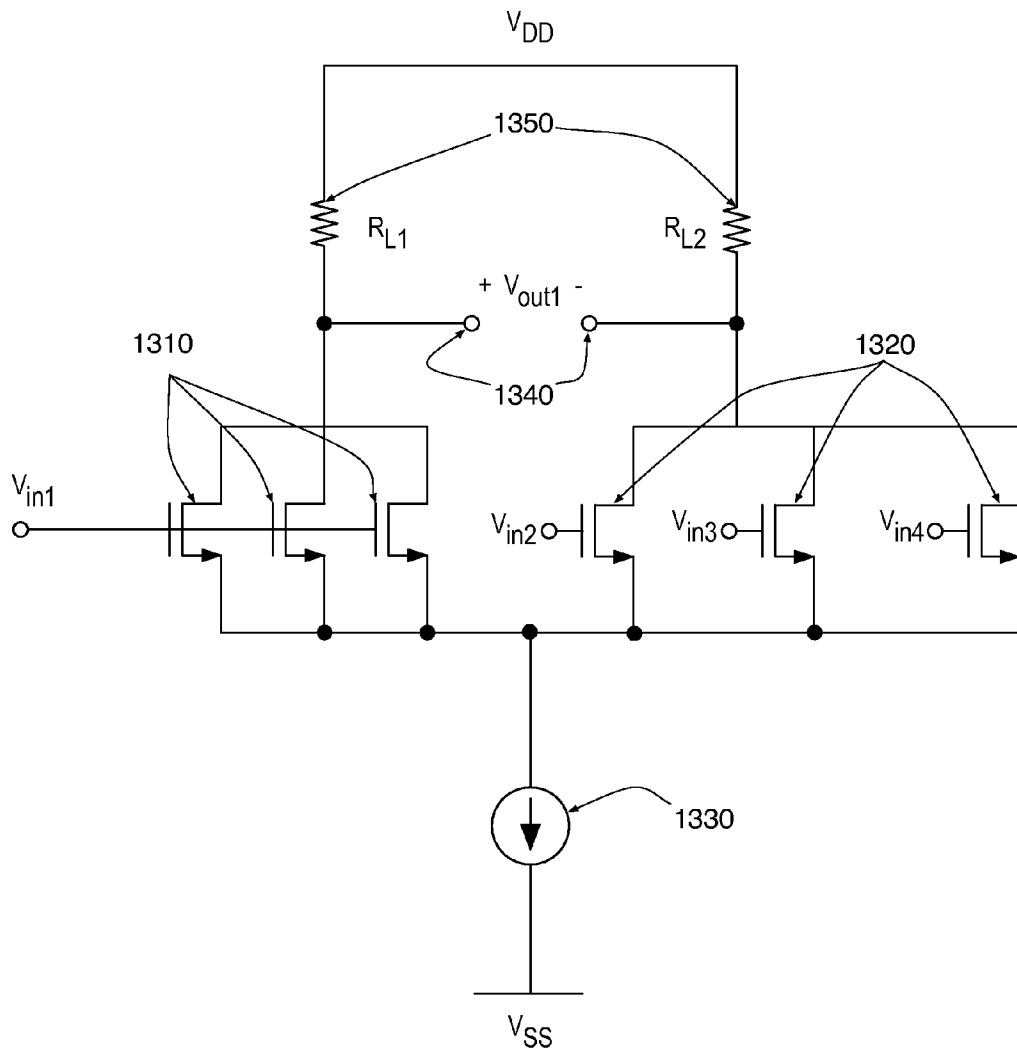 V_DD
1350
R_L1
R_L2
+ V_out1 -
1310
1340
1320
V_in1
V_in2
V_in3
V_in4
1330
V_SS